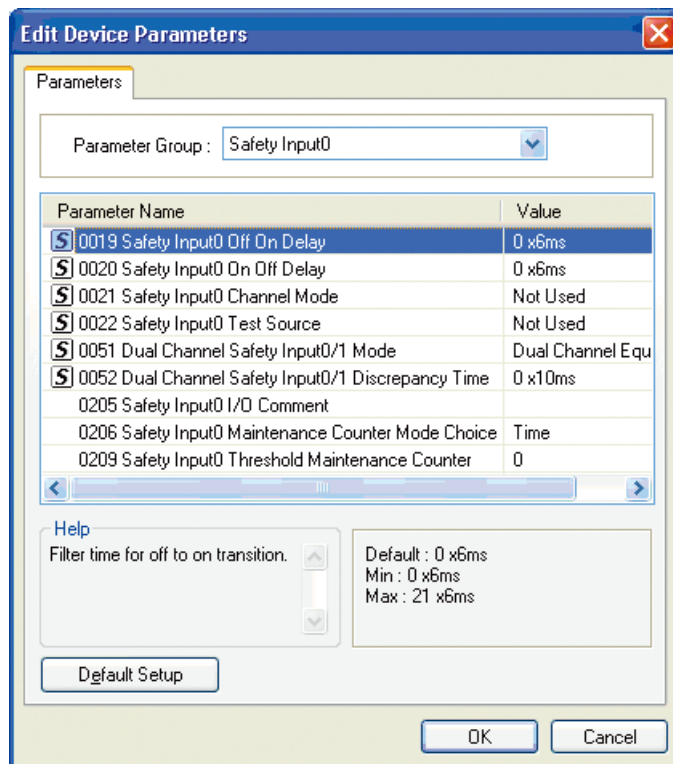 Edit Device Parameters
Parameters
Parameter Group : Safety Input0
Parameter Name Value
S 0019 Safety Input0 Off On Delay 0 x6ms
S 0020 Safety Input0 On Off Delay 0 x6ms
S 0021 Safety Input0 Channel Mode Not Used
S 0022 Safety Input0 Test Source Not Used
S 0051 Dual Channel Safety Input0/1 Mode Dual Channel Equ
S 0052 Dual Channel Safety Input0/1 Discrepancy Time 0 x10ms
0205 Safety Input0 I/O Comment
0206 Safety Input0 Maintenance Counter Mode Choice Time
0209 Safety Input0 Threshold Maintenance Counter 0
Help
Filter time for off to on transition.
Default : 0 x6ms
Min : 0 x6ms
Max : 21 x6ms
Default Setup
OK Cancel